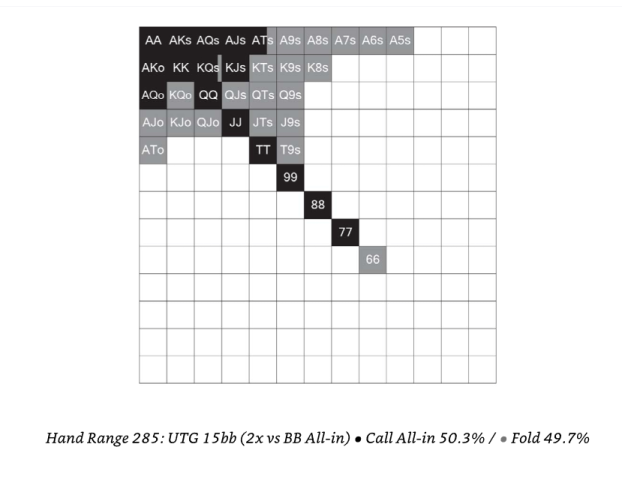 AA AKs AQs AJs ATs A9s A8s A7s A6s A5s
AKo KK KQs KJs KTs K9s K8s
AQo KQo QQ QJs QTs Q9s
AJo KJo QJo JJ JTs J9s
ATo TT T9s
99
88
77
66
Hand Range 285: UTG 15bb (2x vs BB All-in) ● Call All-in 50.3% / ● Fold 49.7%